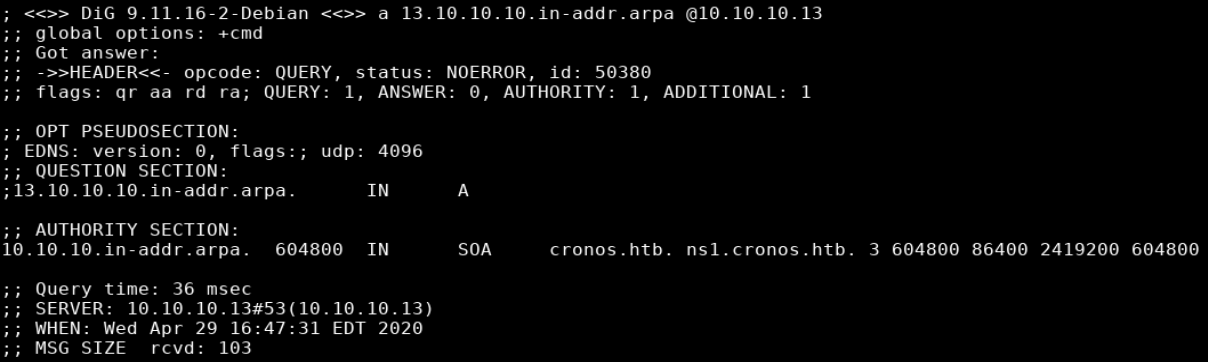 ; <<>> DiG 9.11.16-2-Debian <<>> a 13.10.10.10.in-addr.arpa @10.10.10.13
;; global options: +cmd
;; Got answer:
;; ->>HEADER<<- opcode: QUERY, status: NOERROR, id: 50380
;; flags: qr aa rd ra; QUERY: 1, ANSWER: 0, AUTHORITY: 1, ADDITIONAL: 1

;; OPT PSEUDOSECTION:
; EDNS: version: 0, flags:; udp: 4096
;; QUESTION SECTION:
;13.10.10.10.in-addr.arpa.      IN      A

;; AUTHORITY SECTION:
10.10.10.in-addr.arpa.  604800  IN      SOA     cronos.htb. ns1.cronos.htb. 3 604800 86400 2419200 604800

;; Query time: 36 msec
;; SERVER: 10.10.10.13#53(10.10.10.13)
;; WHEN: Wed Apr 29 16:47:31 EDT 2020
;; MSG SIZE  rcvd: 103